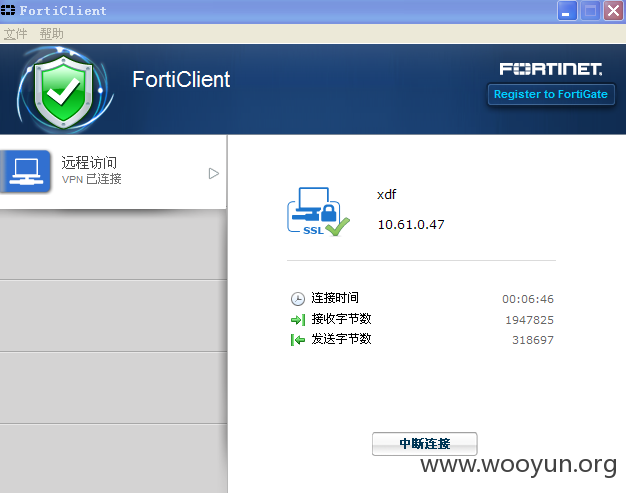 FortiClient
文件 帮助
FortiClient
FORTINET.
Register to FortiGate
远程访问
VPN 已连接
xdf
10.61.0.47
SSL
连接时间 00:06:46
接收字节数 1947825
发送字节数 318697
中断连接
www.wooyun.org